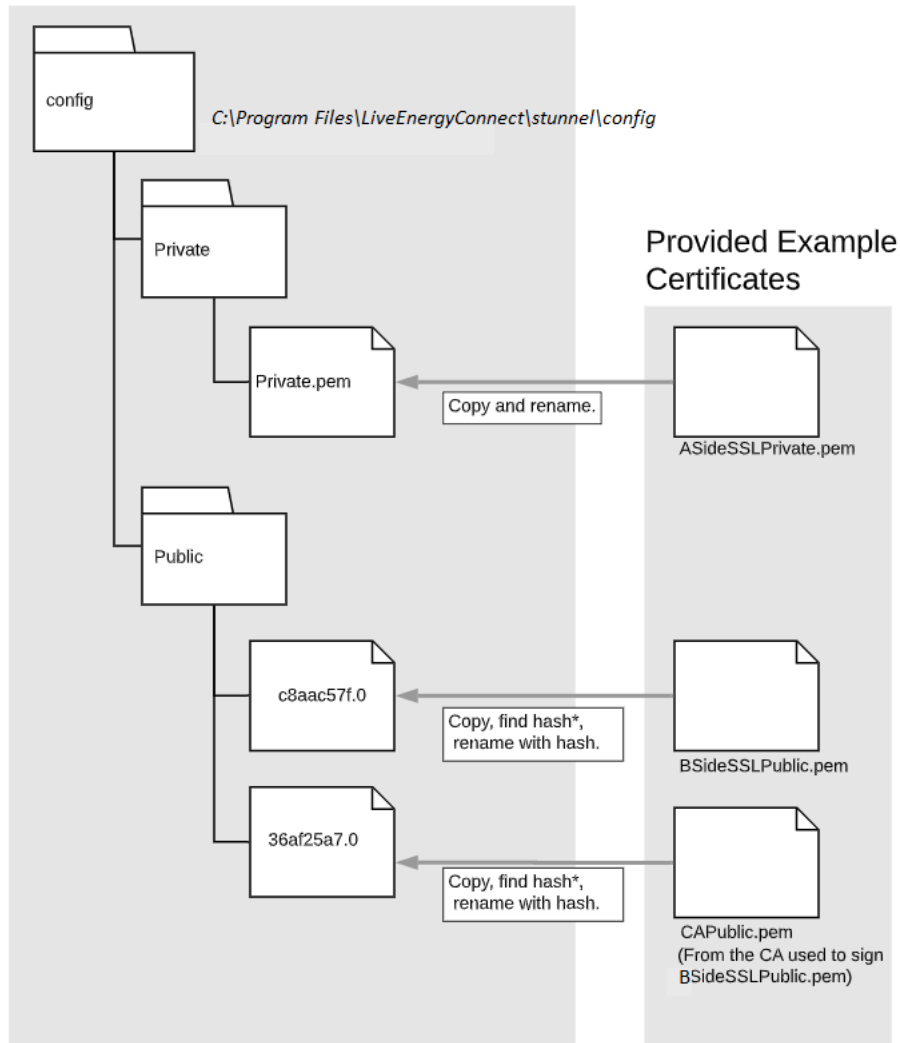 config
C:\Program Files\LiveEnergyConnect\stunnel\config
Private
Provided Example
Certificates
Private.pem
Copy and rename.
ASideSSLPrivate.pem
Public
c8aac57f.0
Copy, find hash*,
rename with hash.
BSideSSLPublic.pem
36af25a7.0
Copy, find hash*,
rename with hash.
CAPublic.pem
(From the CA used to sign
BSideSSLPublic.pem)